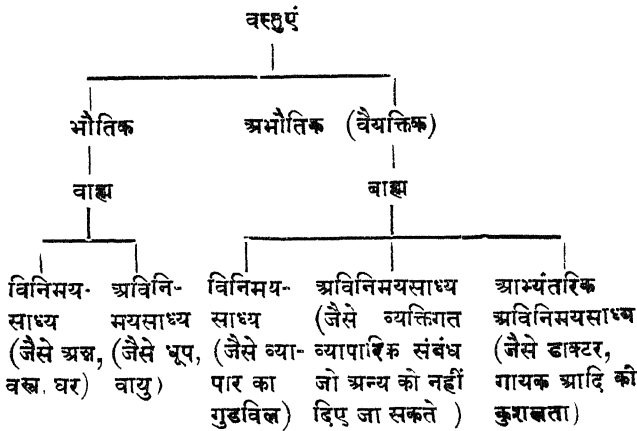 वस्तुएं
भौतिक
अभौतिक (वैयक्तिक)
वाह्य
बाह्य
विनिमय-
साध्य
(जैसे अन्न,
वस्त्र, घर)
अविनि-
मयसाध्य
(जैसे धूप,
वायु)
विनिमय-
साध्य
(जैसे व्या-
पार का
गुडविल)
अविनिमयसाध्य
(जैसे व्यक्तिगत
व्यापारिक संबंध
जो अन्य को नहीं
दिए जा सकते )
आभ्यंतरिक
अविनिमयसाध्य
(जैसे डाक्टर,
गायक आदि की
कुशलता)